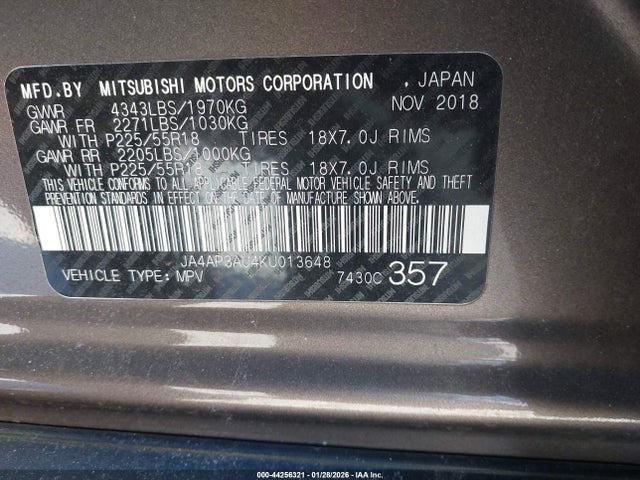 MFD.BY MITSUBISHI MOTORS CORPORATION . JAPAN
GVWR 4343LBS/1970KG NOV 2018
GAWR FR 2271LBS/1030KG
WITH P225/55R18 TIRES 18X7.0J RIMS
GAWR RR 2205LBS/1000KG
WITH P225/55R18 TIRES 18X7.0J RIMS
THIS VEHICLE CONFORMS TO ALL APPLICABLE FEDERAL MOTOR VEHICLE SAFETY AND THEFT
PREVENTION STANDARDS IN EFFECT ON THE DATE OF MANUFACTURE SHOWN ABOVE.
JA4AP3AU4KU013648
VEHICLE TYPE: MPV 7430C 357
000-44256321 | 01/28/2026 | IAA Inc.